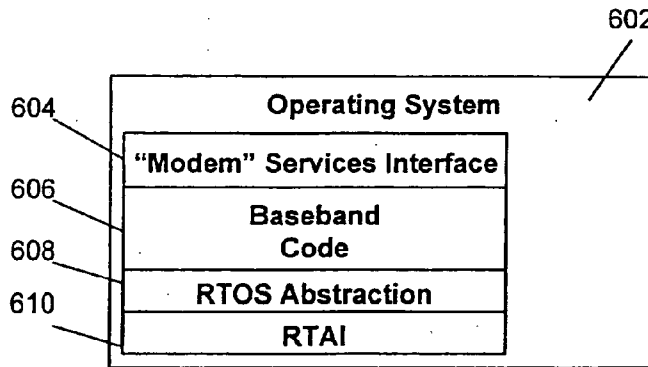 602
Operating System
604
"Modem" Services Interface
606
Baseband
Code
608
RTOS Abstraction
610
RTAI